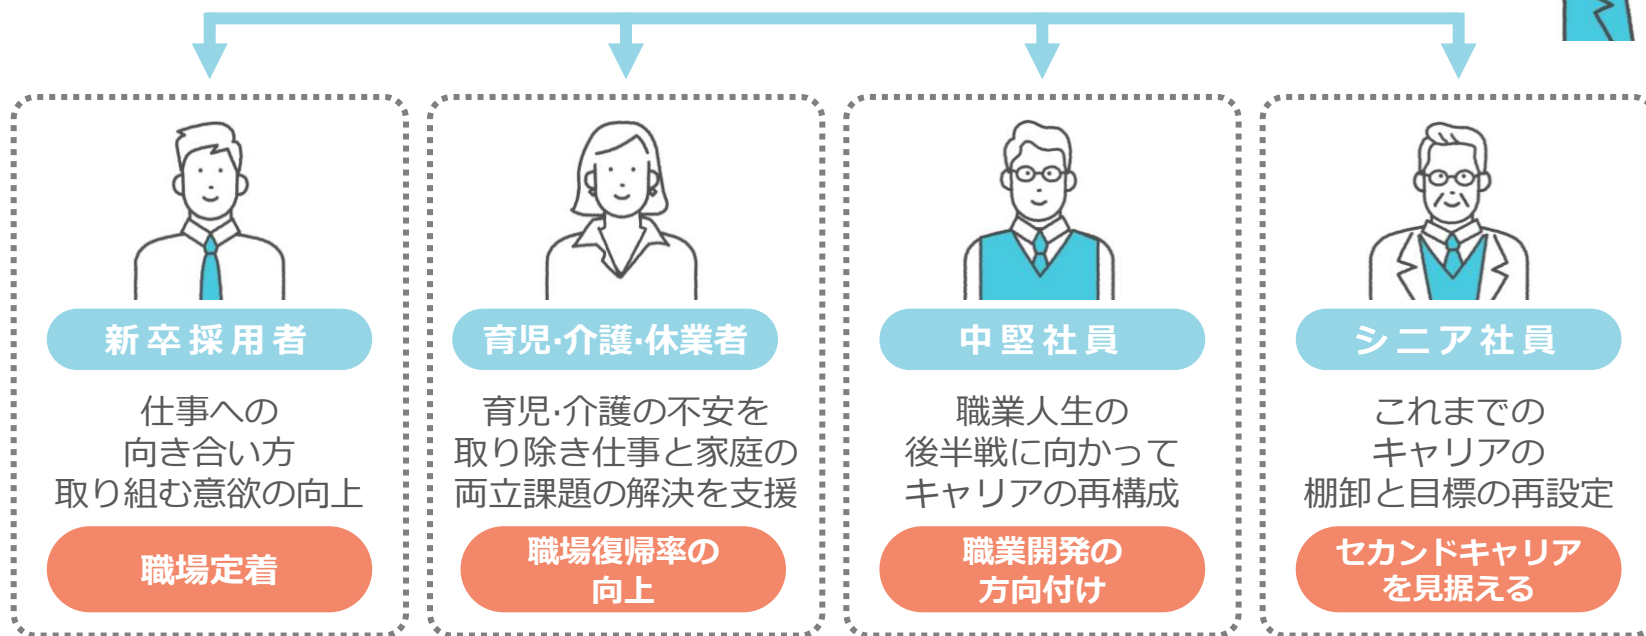 新卒採用者
仕事への
向き合い方
取り組む意欲の向上
職場定着
育児・介護・休業者
育児・介護の不安を
取り除き仕事と家庭の
両立課題の解決を支援
職場復帰率の
向上
中堅社員
職業人生の
後半戦に向かって
キャリアの再構成
職業開発の
方向付け
シニア社員
これまでの
キャリアの
棚卸と目標の再設定
セカンドキャリア
を見据える